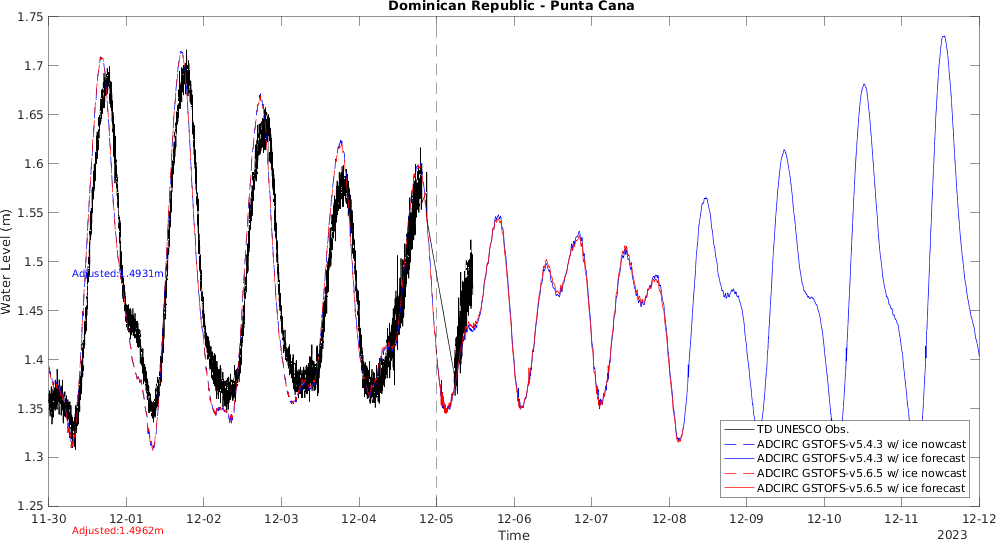 Dominican Republic - Punta Cana
1.75
1.7
1.65
1.6
1.55
1.5
1.45
1.4
1.35
1.3
1.25
Water Level (m)
Adjusted:1.4931m
Adjusted:1.4962m
TD UNESCO Obs.
ADCIRC GSTOFS-v5.4.3 w/ ice nowcast
ADCIRC GSTOFS-v5.4.3 w/ ice forecast
ADCIRC GSTOFS-v5.6.5 w/ ice nowcast
ADCIRC GSTOFS-v5.6.5 w/ ice forecast
11-30 12-01 12-02 12-03 12-04 12-05 12-06 12-07 12-08 12-09 12-10 12-11 12-12
Time
2023